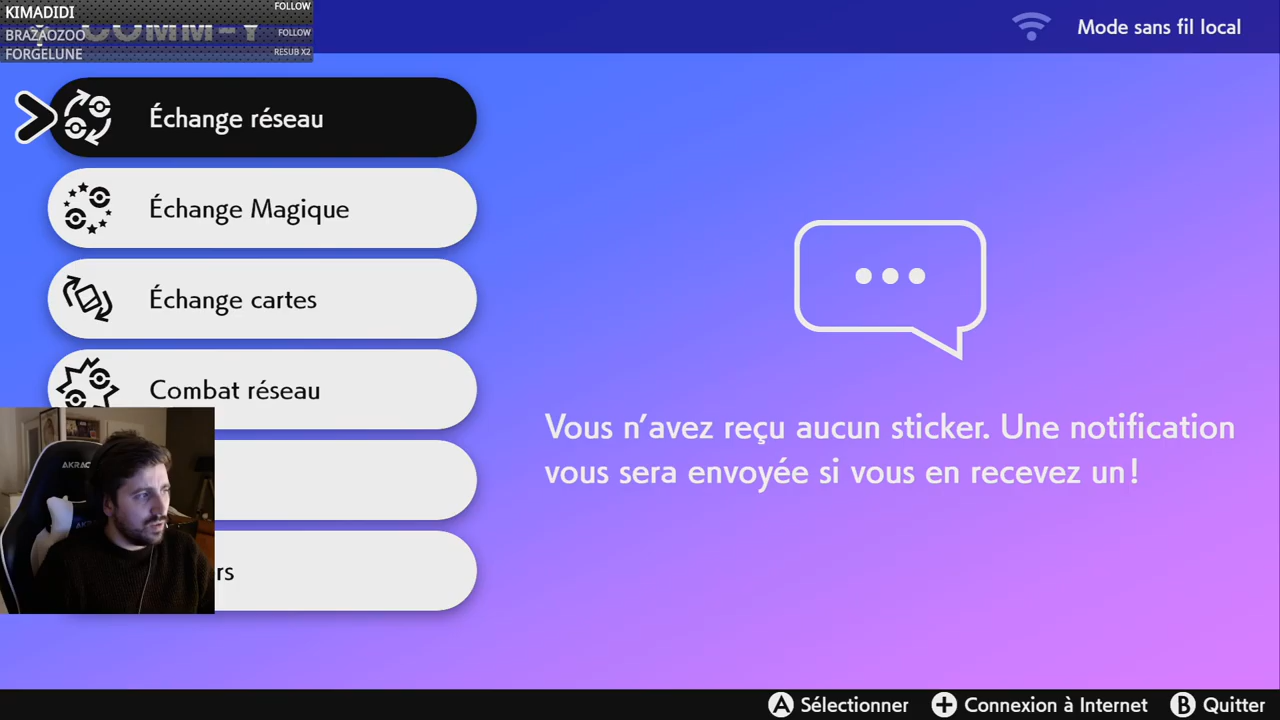 KIMADIDI FOLLOW
BRAZAOZOO FOLLOW
FORGELUNE RESUB X2
COMM-Y
Mode sans fil local
Échange réseau
Échange Magique
Échange cartes
Combat réseau
rs
Vous n'avez reçu aucun sticker. Une notification
vous sera envoyée si vous en recevez un !
AKRAC
A Sélectionner + Connexion à Internet B Quitter